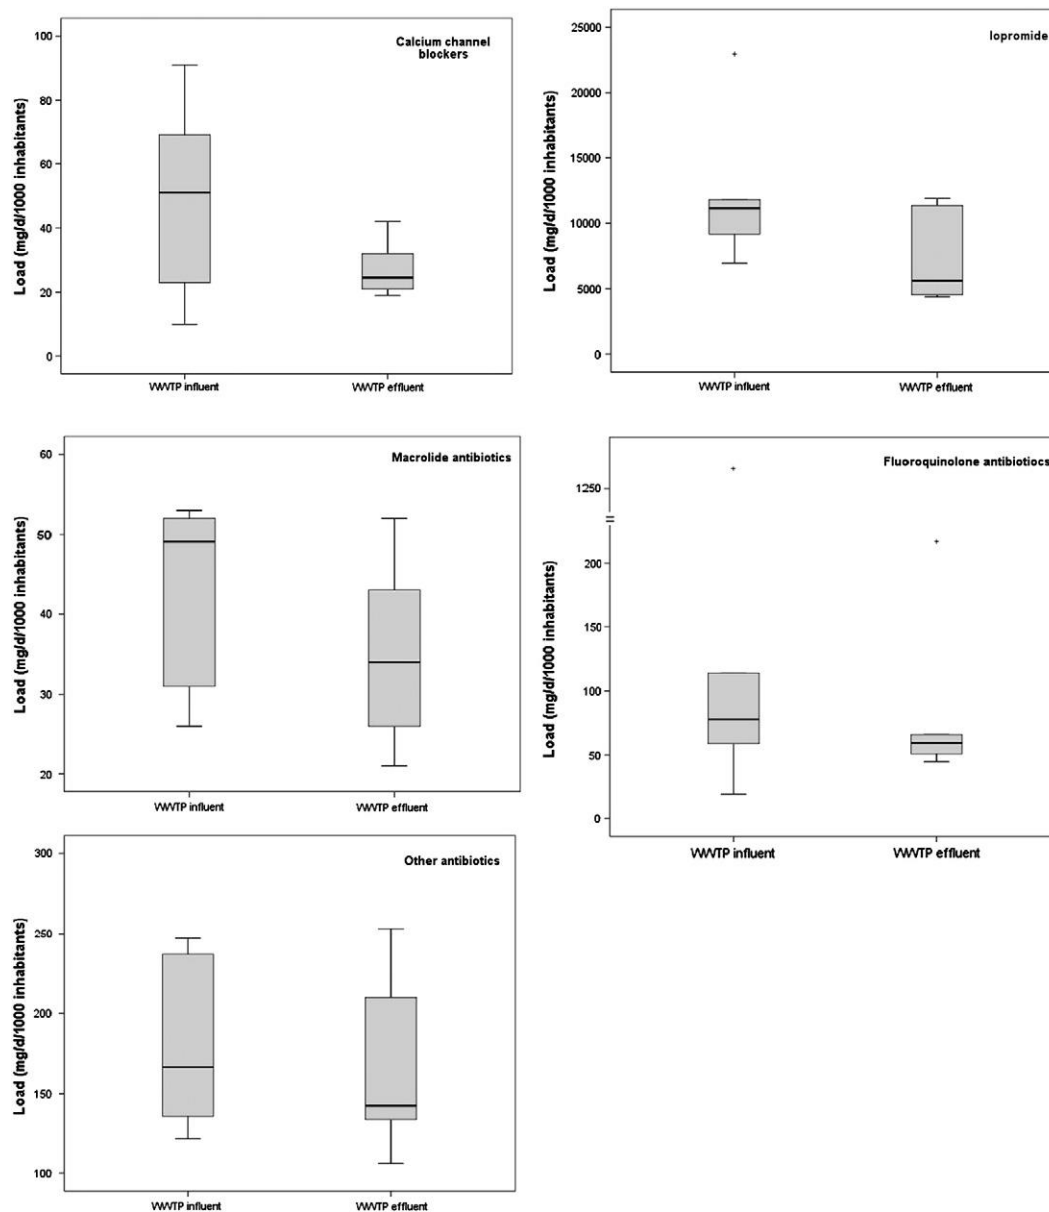 Calcium channel
blockers
Load (mg/d/1000 inhabitants)
100
80
60
40
20
0
WWTP influent
WWTP effluent
Iopromide
Load (mg/d/1000 inhabitants)
25000
20000
15000
10000
5000
0
WWTP influent
WWTP effluent
Macrolide antibiotics
Load (mg/d/1000 inhabitants)
60
50
40
30
20
WWTP influent
WWTP effluent
Fluoroquinolone antibiotiocs
Load (mg/d/1000 inhabitants)
1250
=
200
150
100
50
0
WWTP influent
WWTP effluent
Other antibiotics
Load (mg/d/1000 inhabitants)
300
250
200
150
100
WWTP influent
WWTP effluent